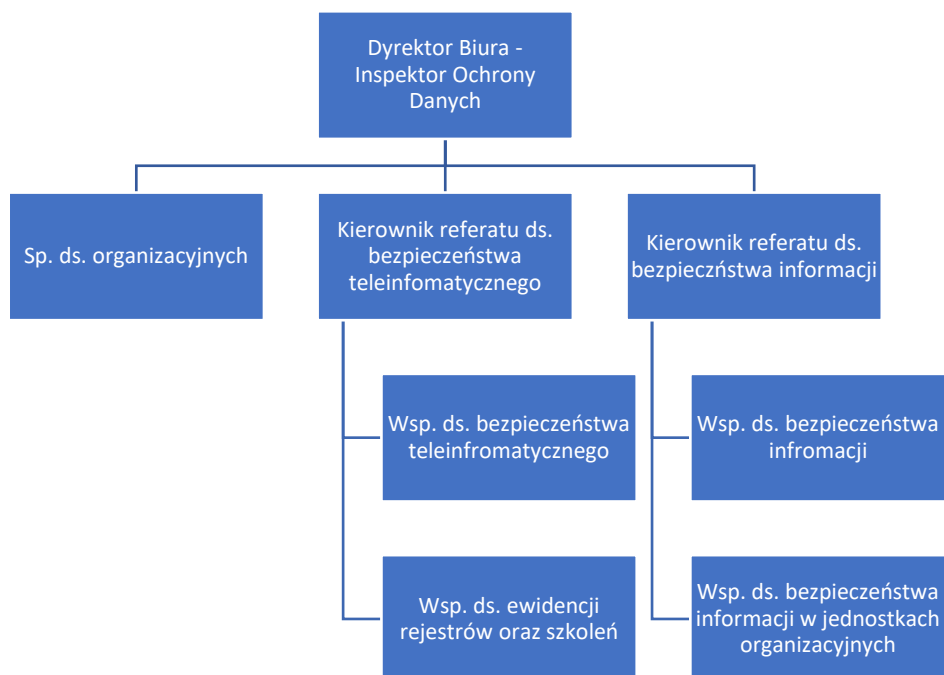 Dyrektor Biura -
Inspektor Ochrony
Danych
Sp. ds. organizacyjnych
Kierownik referatu ds.
bezpieczeństwa
teleinfomatycznego
Kierownik referatu ds.
bezpieczństwa informacji
Wsp. ds. bezpieczeństwa
teleinfromatycznego
Wsp. ds. bezpieczeństwa
infromacji
Wsp. ds. ewidencji
rejestrów oraz szkoleń
Wsp. ds. bezpieczeństwa
informacji w jednostkach
organizacyjnych